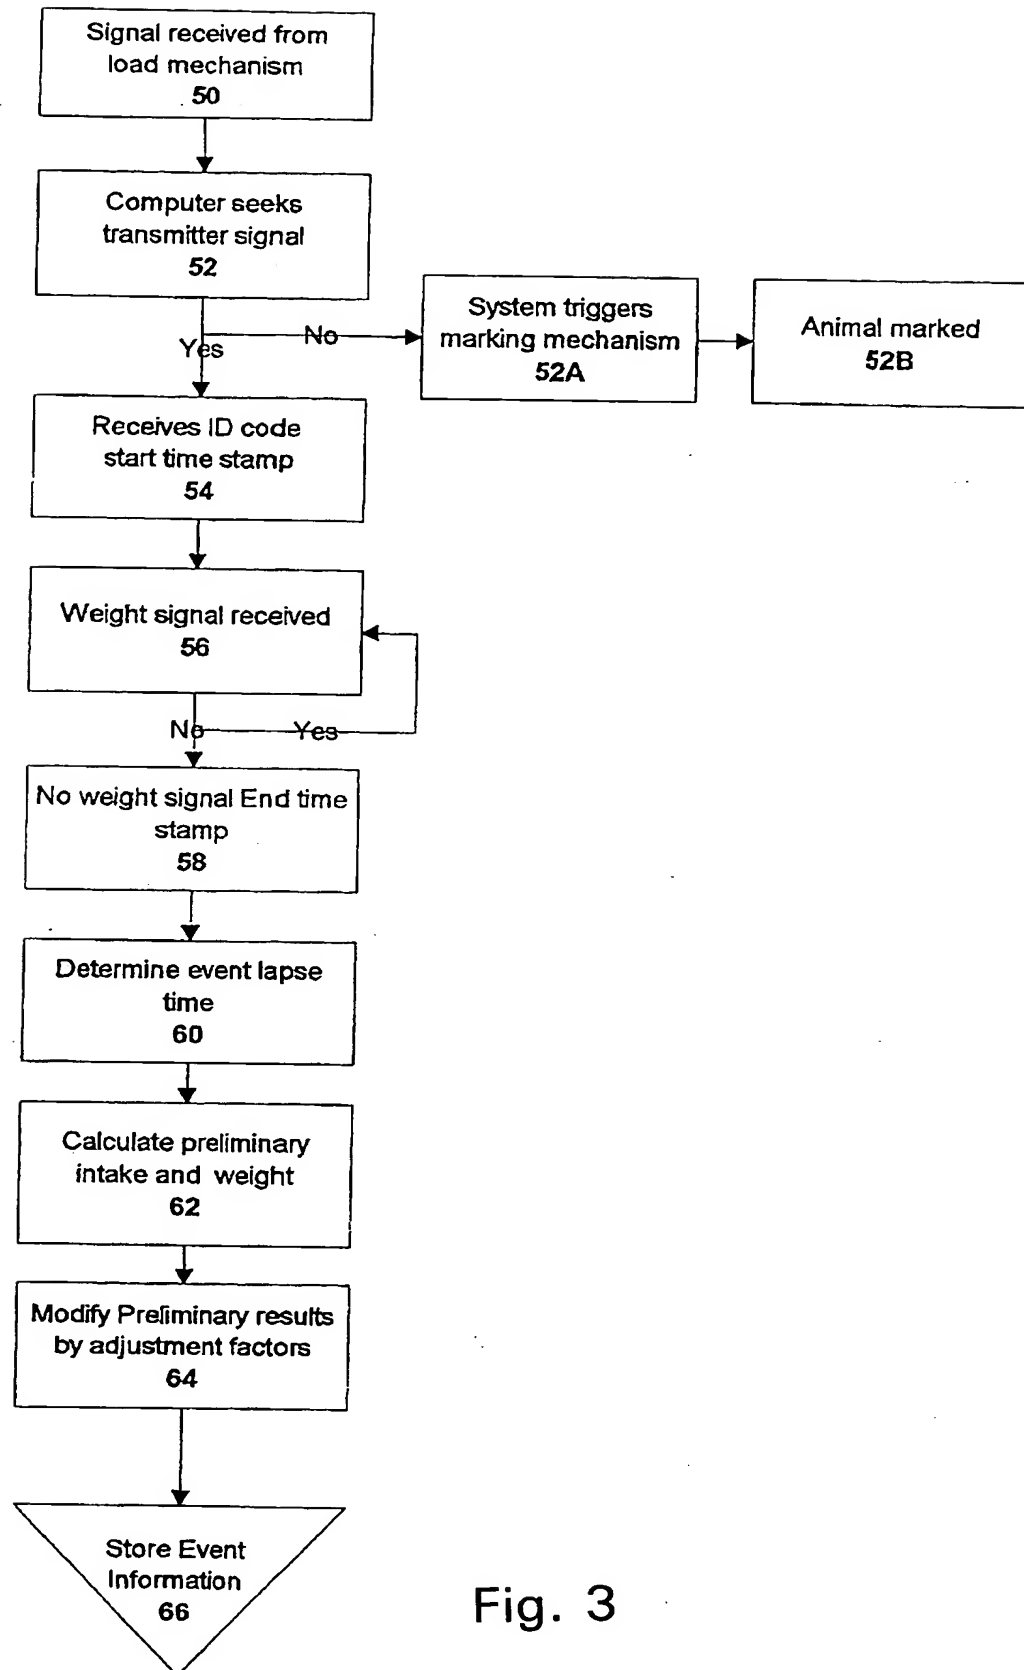 Signal received from
load mechanism
50
Computer seeks
transmitter signal
52
Yes
No
System triggers
marking mechanism
52A
Animal marked
52B
Receives ID code
start time stamp
54
Weight signal received
56
No
Yes
No weight signal End time
stamp
58
Determine event lapse
time
60
Calculate preliminary
intake and weight
62
Modify Preliminary results
by adjustment factors
64
Store Event
Information
66
Fig. 3